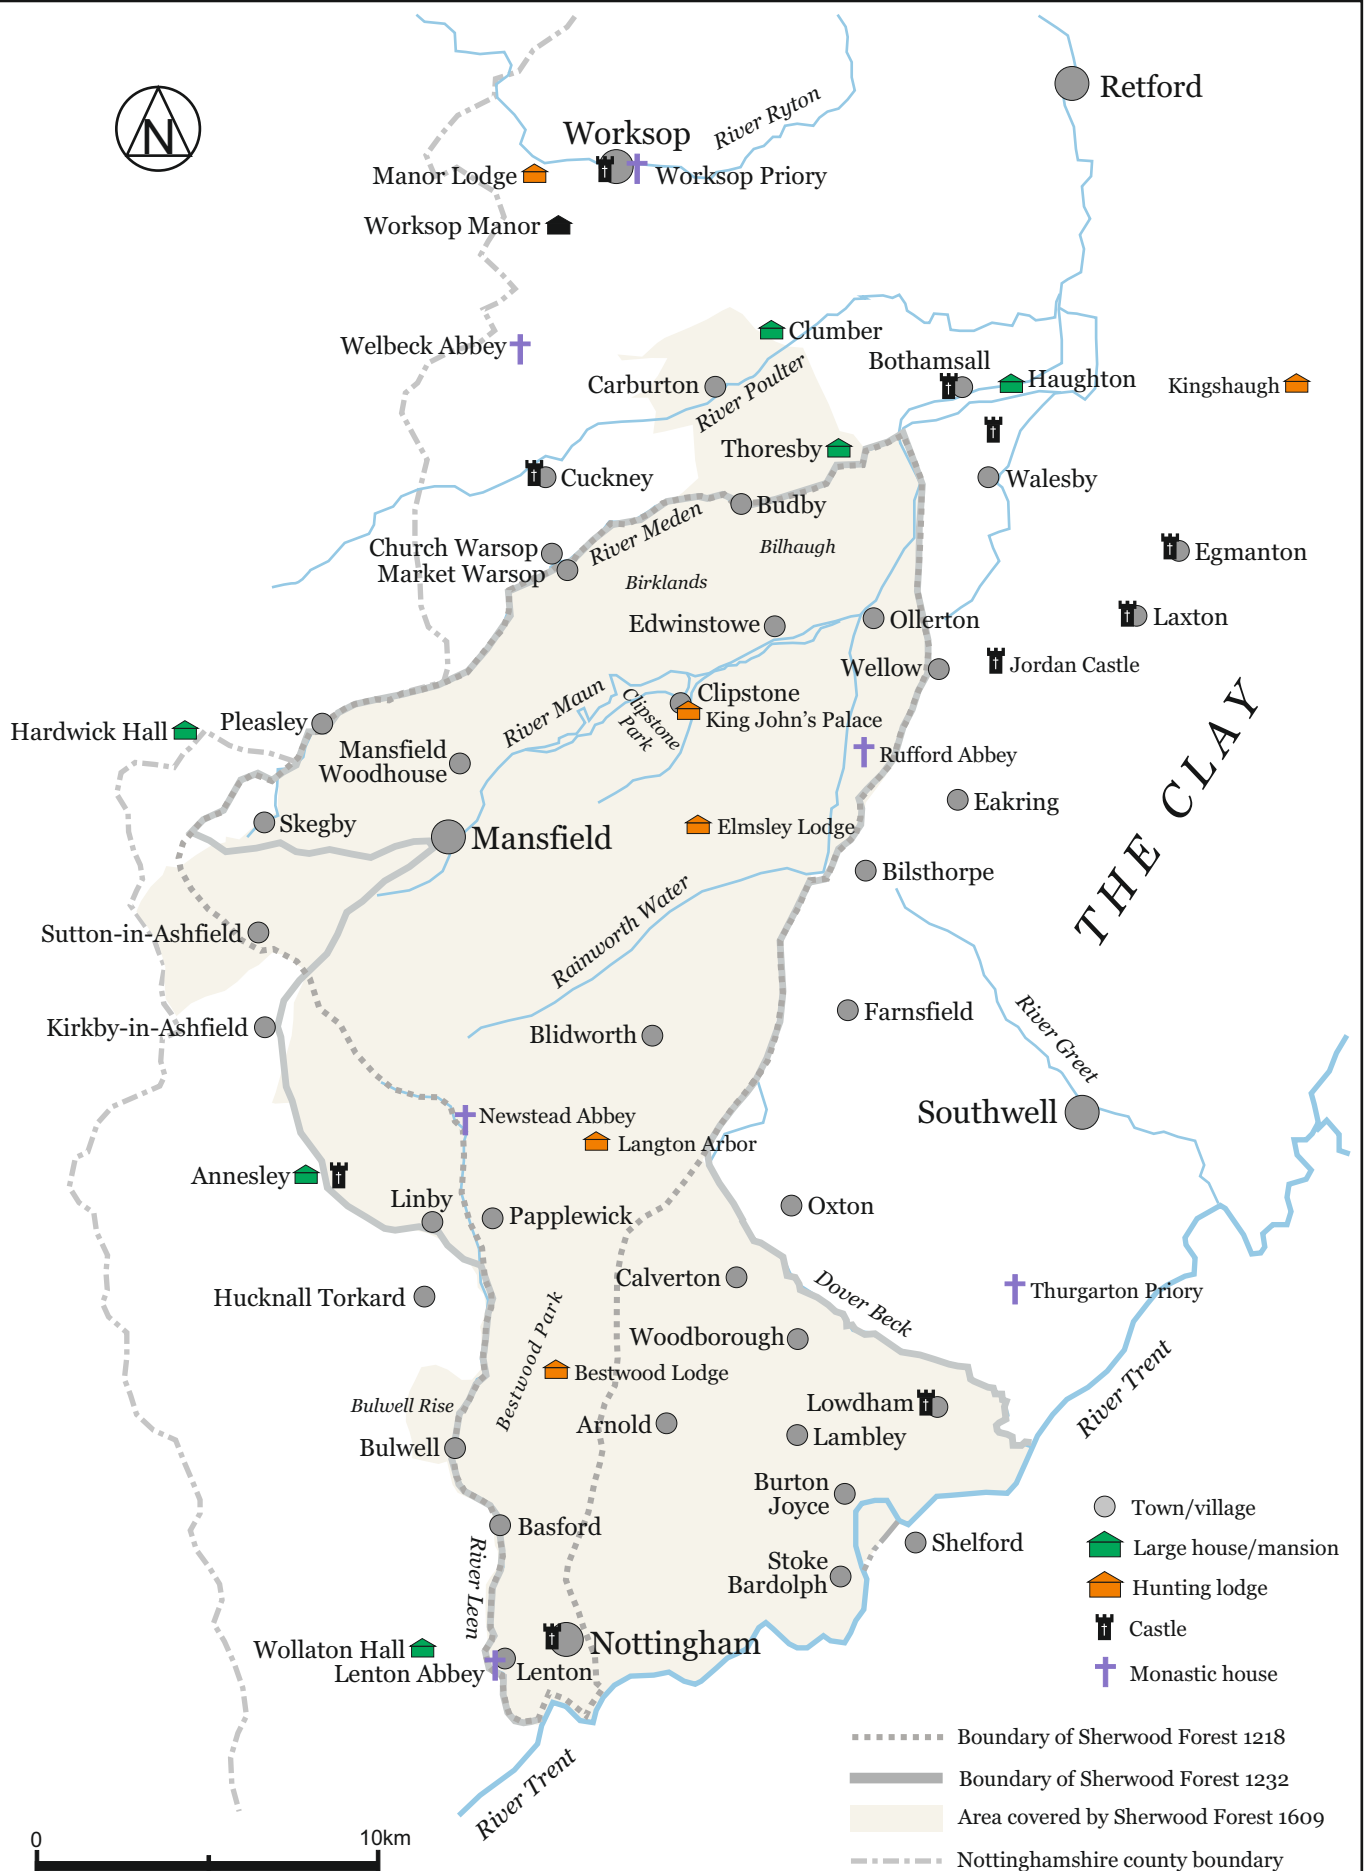 N
Retford
River Ryton
Worksop
Manor Lodge
Worksop Priory
Worksop Manor
Welbeck Abbey
Clumber
Bothamsall
Carburton
River Poulter
Haughton
Kingshaugh
Thoresby
Cuckney
Walesby
Budby
River Meden
Bilhaugh
Church Warsop
Market Warsop
Egmanton
Birklands
Edwinstowe
Ollerton
Laxton
Wellow
Jordan Castle
River Maun
Clipstone
Clipstone
Park
King John's Palace
Hardwick Hall
Pleasley
Mansfield
Woodhouse
Rufford Abbey
Eakring
THE CLAY
Skegby
Mansfield
Elmsley Lodge
Bilsthorpe
Rainworth Water
Sutton-in-Ashfield
Kirkby-in-Ashfield
Blidworth
Farnsfield
River Greet
Southwell
Newstead Abbey
Langton Arbor
Annesley
Linby
Papplewick
Oxton
Calverton
Dover Beck
Thurgarton Priory
Hucknall Torkard
Woodborough
Bestwood Park
Bestwood Lodge
River Trent
Bulwell Rise
Lowdham
Arnold
Lambley
Bulwell
Burton
Joyce
Basford
Shelford
River Leen
Stoke
Bardolph
Wollaton Hall
Nottingham
Lenton Abbey
Lenton
River Trent
Town/village
Large house/mansion
Hunting lodge
Castle
Monastic house
Boundary of Sherwood Forest 1218
Boundary of Sherwood Forest 1232
Area covered by Sherwood Forest 1609
Nottinghamshire county boundary
0
10km